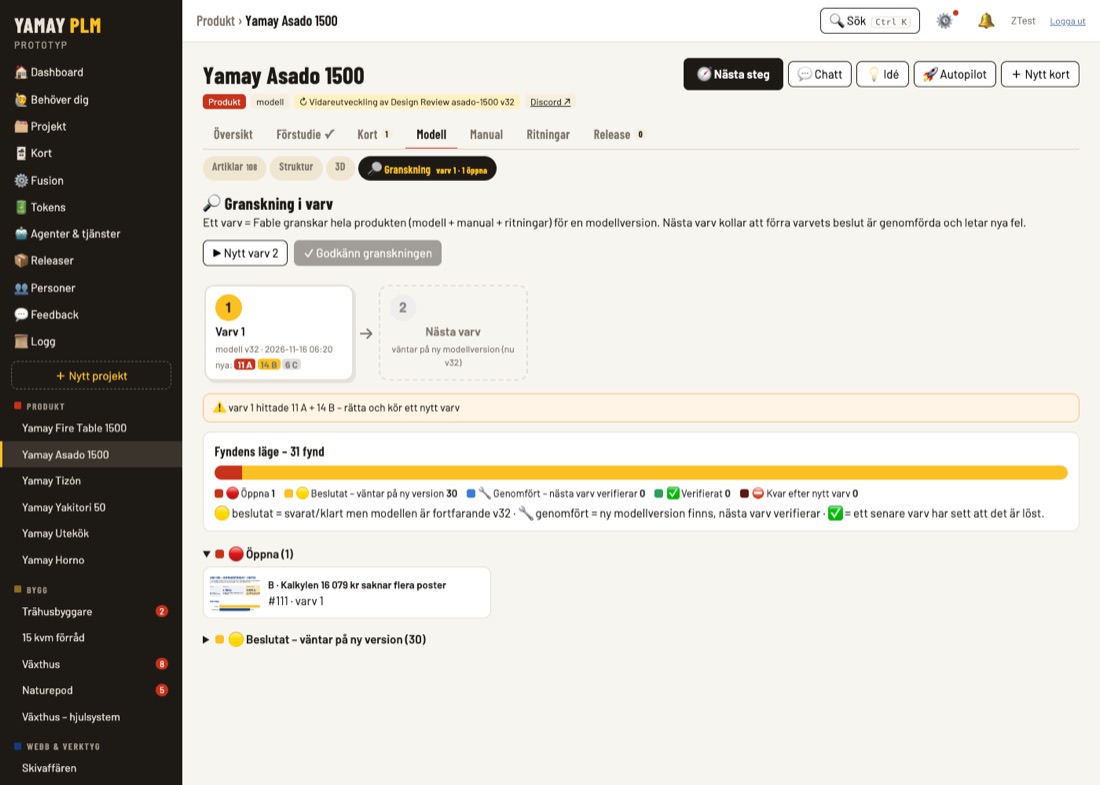 YAMAY PLM
PROTOTYP
Dashboard
Behöver dig
Projekt
Kort
Fusion
Tokens
Agenter & tjänster
Releaser
Personer
Feedback
Logg
+ Nytt projekt
PRODUKT
Yamay Fire Table 1500
Yamay Asado 1500
Yamay Tizón
Yamay Yakitori 50
Yamay Utekök
Yamay Horno
BYGG
Trähusbyggare 2
15 kvm förråd
Växthus 8
Naturepod 5
Växthus – hjulsystem
WEBB & VERKTYG
Skivaffären
Produkt › Yamay Asado 1500
Sök Ctrl K
ZTest
Logga ut
Yamay Asado 1500
Nästa steg
Chatt
Idé
Autopilot
+ Nytt kort
Produkt
modell
Vidareutveckling av Design Review asado-1500 v32
Discord ↗
Översikt
Förstudie ✓
Kort 1
Modell
Manual
Ritningar
Release 0
Artiklar 108
Struktur
3D
Granskning varv 1 · 1 öppna
Granskning i varv
Ett varv = Fable granskar hela produkten (modell + manual + ritningar) för en modellversion. Nästa varv kollar att förra varvets beslut är genomförda och letar nya fel.
▶ Nytt varv 2
✓ Godkänn granskningen
1
Varv 1
modell v32 · 2026-11-16 06:20
nya: 11 A 14 B 6 C
→
2
Nästa varv
väntar på ny modellversion (nu
v32)
varv 1 hittade 11 A + 14 B – rätta och kör ett nytt varv
Fyndens läge – 31 fynd
Öppna 1
Beslutat – väntar på ny version 30
Genomfört – nästa varv verifierar 0
Verifierat 0
Kvar efter nytt varv 0
beslutat = svarat/klart men modellen är fortfarande v32 · 🔧 genomfört = ny modellversion finns, nästa varv verifierar · ✅ = ett senare varv har sett att det är löst.
▼ Öppna (1)
B · Kalkylen 16 079 kr saknar flera poster
#111 · varv 1
▶ Beslutat – väntar på ny version (30)